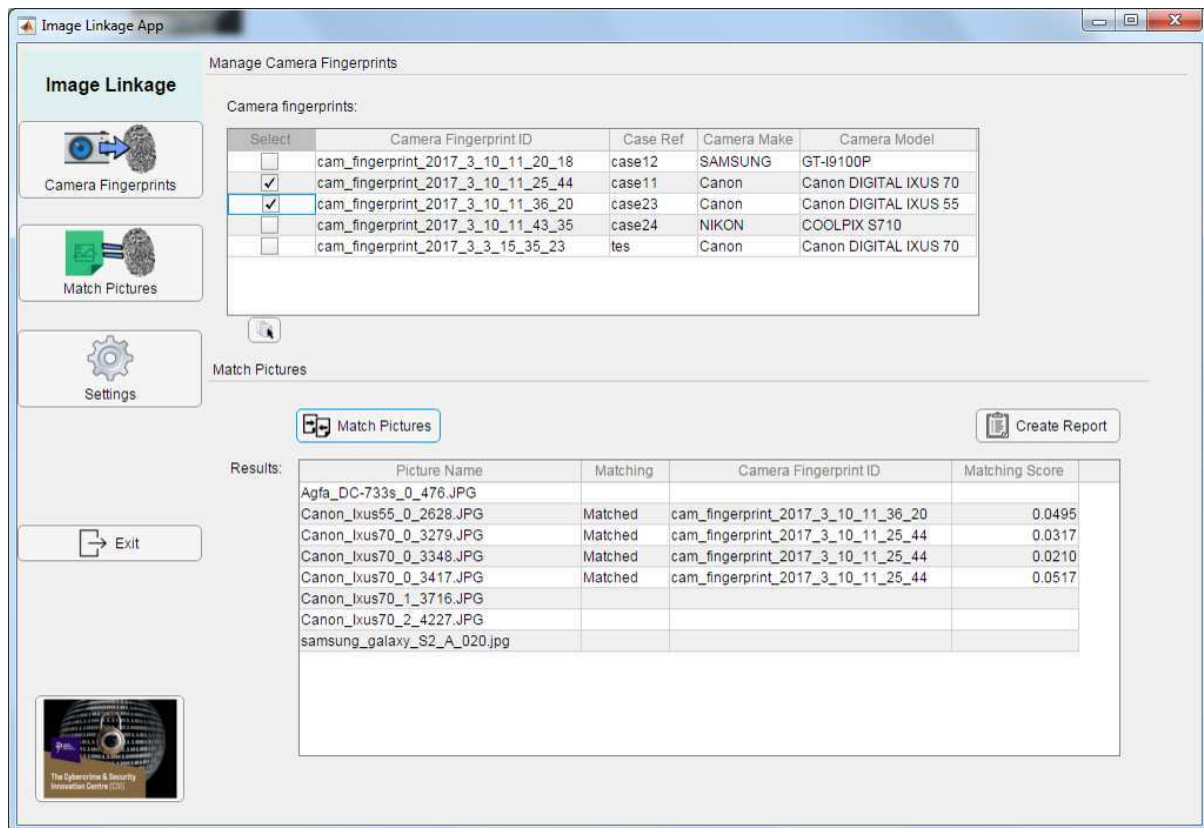 Image Linkage App
Image Linkage
Camera Fingerprints
Match Pictures
Settings
Exit
The Cybercrime & Security
Innovation Centre (CSI)
Manage Camera Fingerprints
Camera fingerprints:
Select Camera Fingerprint ID Case Ref Camera Make Camera Model
cam_fingerprint_2017_3_10_11_20_18 case12 SAMSUNG GT-I9100P
cam_fingerprint_2017_3_10_11_25_44 case11 Canon Canon DIGITAL IXUS 70
cam_fingerprint_2017_3_10_11_36_20 case23 Canon Canon DIGITAL IXUS 55
cam_fingerprint_2017_3_10_11_43_35 case24 NIKON COOLPIX S710
cam_fingerprint_2017_3_3_15_35_23 tes Canon Canon DIGITAL IXUS 70
Match Pictures
Match Pictures
Create Report
Results:
Picture Name Matching Camera Fingerprint ID Matching Score
Agfa_DC-733s_0_476.JPG
Canon_Ixus55_0_2628.JPG Matched cam_fingerprint_2017_3_10_11_36_20 0.0495
Canon_Ixus70_0_3279.JPG Matched cam_fingerprint_2017_3_10_11_25_44 0.0317
Canon_Ixus70_0_3348.JPG Matched cam_fingerprint_2017_3_10_11_25_44 0.0210
Canon_Ixus70_0_3417.JPG Matched cam_fingerprint_2017_3_10_11_25_44 0.0517
Canon_Ixus70_1_3716.JPG
Canon_Ixus70_2_4227.JPG
samsung_galaxy_S2_A_020.jpg